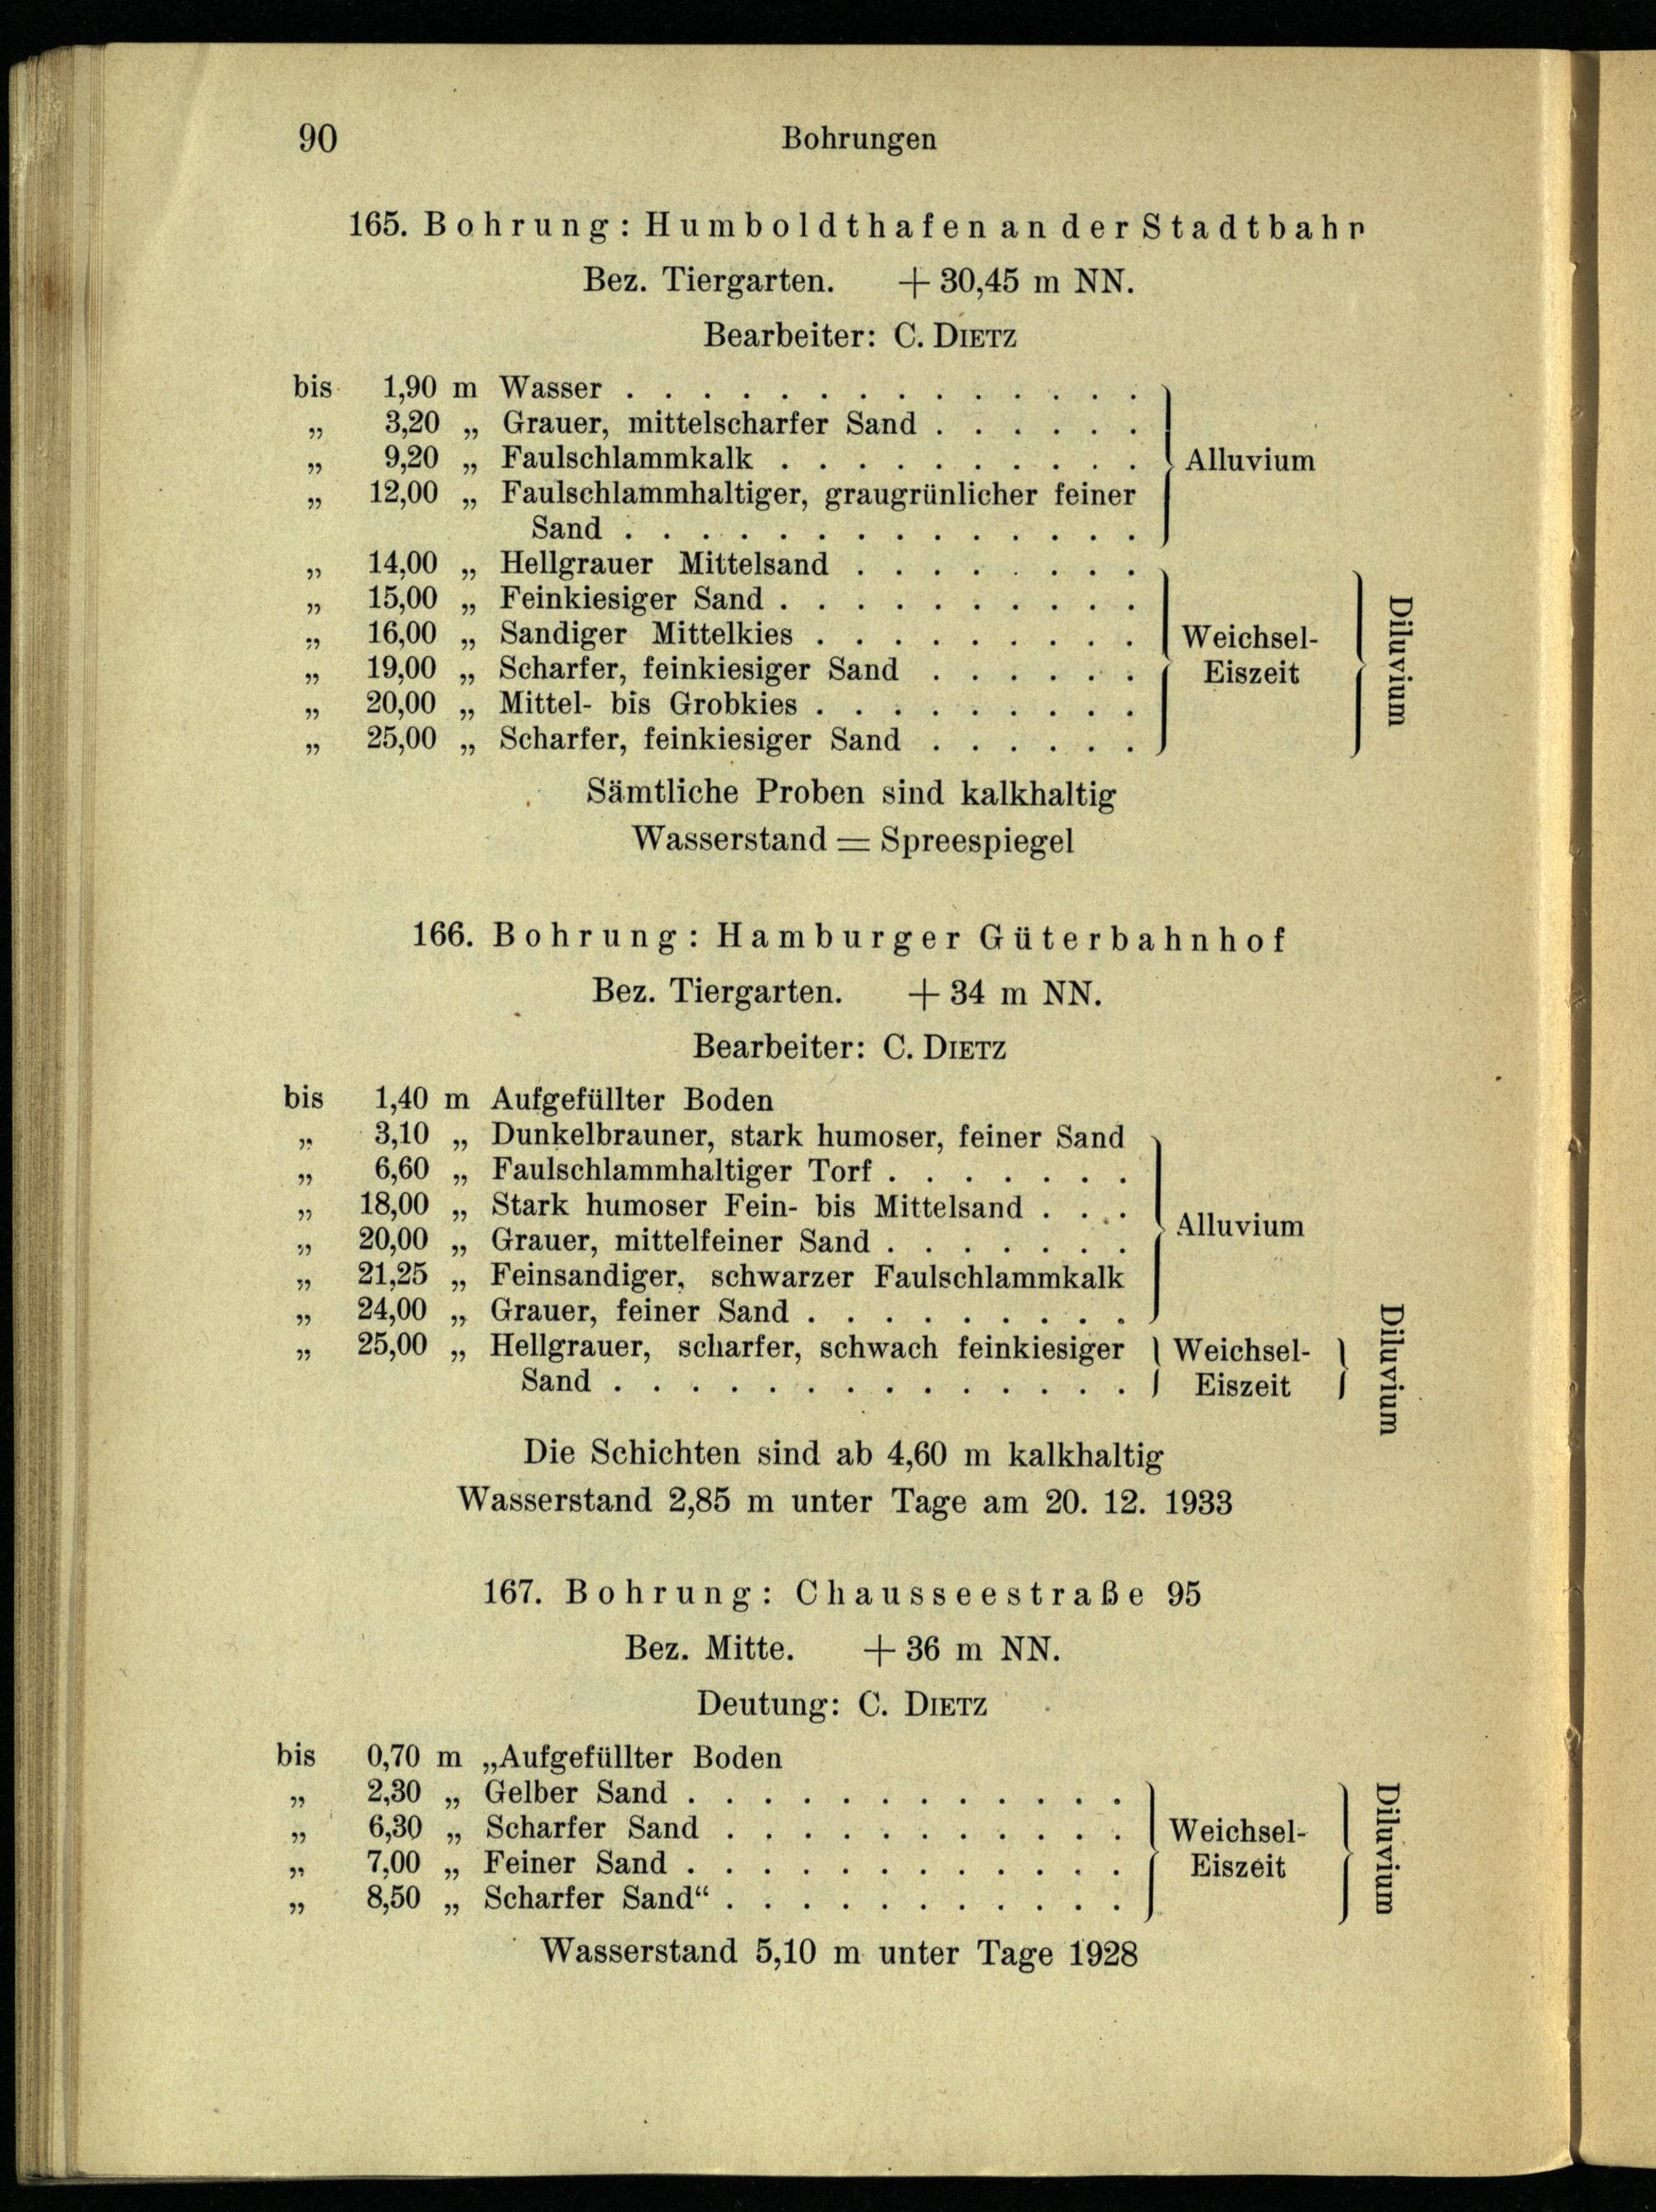 90 Bohrungen
165. Bohrung: Humboldthafen an der Stadtbahn
Bez. Tiergarten. + 30,45 m NN.
Bearbeiter: C. DIETZ
bis 1,90 m Wasser . . . . . . . . . . . . . .
„ 3,20 „ Grauer, mittelscharfer Sand . . . . . .
„ 9,20 „ Faulschlammkalk . . . . . . . . . . Alluvium
„ 12,00 „ Faulschlammhaltiger, graugrünlicher feiner
Sand . . . . . . . . . . . . . .
„ 14,00 „ Hellgrauer Mittelsand . . . . . . . .
„ 15,00 „ Feinkiesiger Sand . . . . . . . . . .
„ 16,00 „ Sandiger Mittelkies . . . . . . . . . Weichsel-
„ 19,00 „ Scharfer, feinkiesiger Sand . . . . . . Eiszeit Diluvium
„ 20,00 „ Mittel- bis Grobkies . . . . . . . . .
„ 25,00 „ Scharfer, feinkiesiger Sand . . . . . .
Sämtliche Proben sind kalkhaltig
Wasserstand = Spreespiegel
166. Bohrung: Hamburger Güterbahnhof
Bez. Tiergarten. + 34 m NN.
Bearbeiter: C. DIETZ
bis 1,40 m Aufgefüllter Boden
„ 3,10 „ Dunkelbrauner, stark humoser, feiner Sand
„ 6,60 „ Faulschlammhaltiger Torf . . . . . . .
„ 18,00 „ Stark humoser Fein- bis Mittelsand . . . Alluvium
„ 20,00 „ Grauer, mittelfeiner Sand . . . . . . .
„ 21,25 „ Feinsandiger, schwarzer Faulschlammkalk
„ 24,00 „ Grauer, feiner Sand . . . . . . . . .
„ 25,00 „ Hellgrauer, scharfer, schwach feinkiesiger Weichsel-
Sand . . . . . . . . . . . . . . Eiszeit Diluvium
Die Schichten sind ab 4,60 m kalkhaltig
Wasserstand 2,85 m unter Tage am 20. 12. 1933
167. Bohrung: Chausseestraße 95
Bez. Mitte. + 36 m NN.
Deutung: C. DIETZ
bis 0,70 m „Aufgefüllter Boden
„ 2,30 „ Gelber Sand . . . . . . . . . . . .
„ 6,30 „ Scharfer Sand . . . . . . . . . . . Weichsel-
„ 7,00 „ Feiner Sand . . . . . . . . . . . . Eiszeit Diluvium
„ 8,50 „ Scharfer Sand“ . . . . . . . . . . .
Wasserstand 5,10 m unter Tage 1928